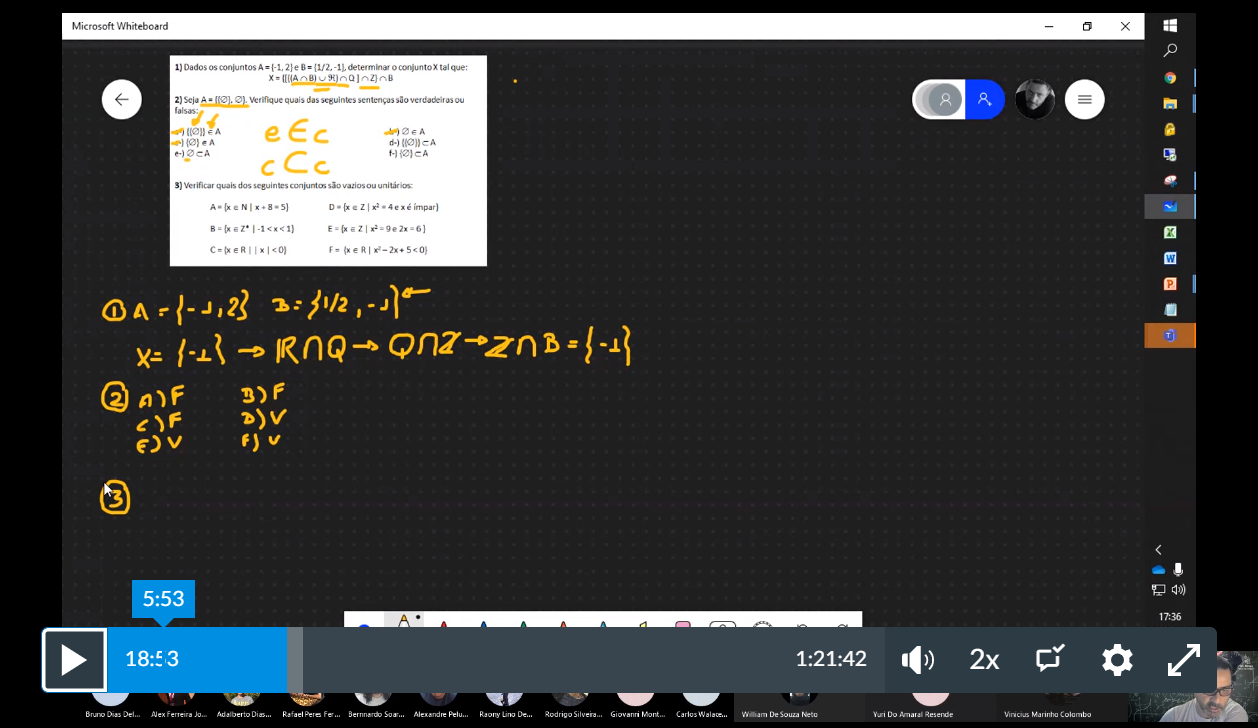 Microsoft Whiteboard
1) Dados os conjuntos A = {-1, 2} e B = {1/2, -1}, determinar o conjunto X tal que:
X = {[((A ∩ B) ∪ ℜ) ∩ Q ] ∩ Z} ∩ B
2) Seja A = {{∅}, ∅}. Verifique quais das seguintes sentenças são verdadeiras ou
falsas:
{{∅}} ∈ A
∅ ∈ A
{∅} ∉ A
d-) {{∅}} ⊂ A
e-) ∅ ⊂ A
f-) {∅} ⊂ A
e ∈ c
c ⊂ c
3) Verificar quais dos seguintes conjuntos são vazios ou unitários:
A = {x ∈ N | x + 8 = 5}
D = {x ∈ Z | x² = 4 e x é ímpar}
B = {x ∈ Z* | -1 < x < 1}
E = {x ∈ Z | x² = 9 e 2x = 6 }
C = {x ∈ R | | x | < 0}
F = {x ∈ R | x² – 2x + 5 < 0}
① A = {-1, 2} B = {1/2, -1} ←
X = {-1} → ℝ∩Q → Q∩ℤ → ℤ∩B = {-1}
② A) F B) F
C) F D) V
E) V F) V
③
5:53
18:53
1:21:42
2x
17:36
Bruno Dias Del...
Alex Ferreira Jo...
Adalberto Dias...
Rafael Peres Fer...
Bernnardo Soar...
Alexandre Pelu...
Raony Lino De...
Rodrigo Silveira...
Giovanni Mont...
Carlos Walace...
William De Souza Neto
Yuri Do Amaral Resende
Vinicius Marinho Colombo